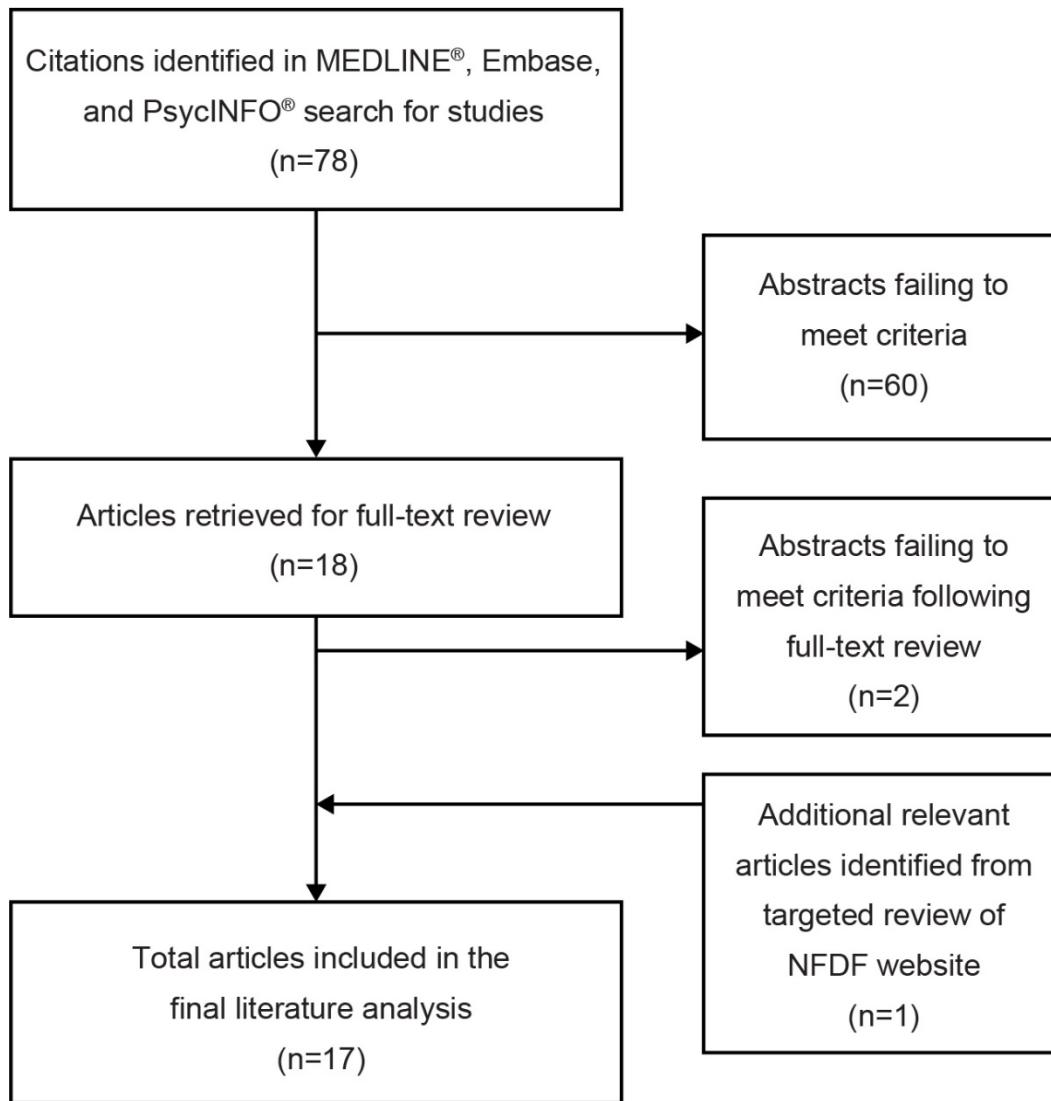 Citations identified in MEDLINE®, Embase,
and PsycINFO® search for studies
(n=78)
Abstracts failing to
meet criteria
(n=60)
Articles retrieved for full-text review
(n=18)
Abstracts failing to
meet criteria following
full-text review
(n=2)
Additional relevant
articles identified from
targeted review of
NFDF website
(n=1)
Total articles included in the
final literature analysis
(n=17)